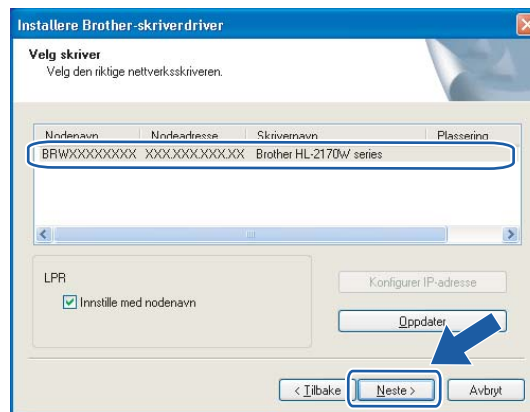 Installere Brother-skriverdriver
Velg skriver
Velg den riktige nettverksskriveren.
Nodenavn Nodeadresse Skrivernavn Plassering
BRWXXXXXXXX XXX.XXX.XXX.XX Brother HL-2170W series
LPR
Innstille med nodenavn
Konfigurer IP-adresse
Oppdater
< Tilbake Neste > Avbryt